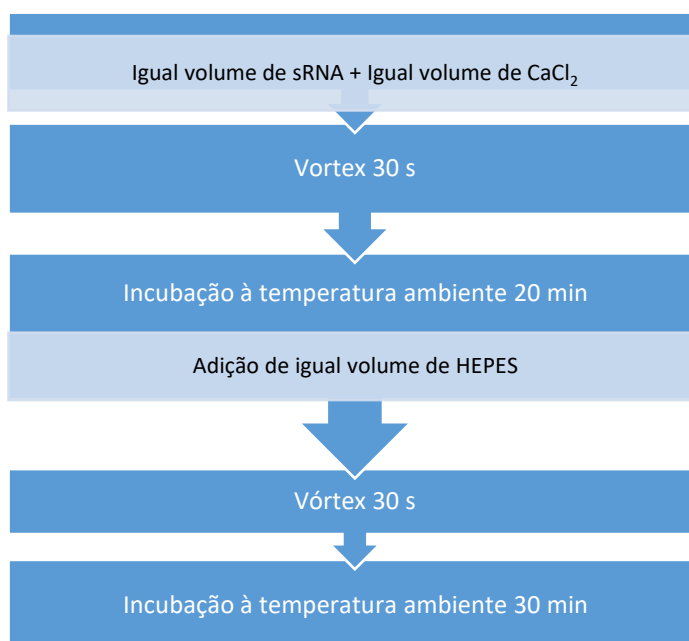 Igual volume de sRNA + Igual volume de CaCl₂
Vortex 30 s
Incubação à temperatura ambiente 20 min
Adição de igual volume de HEPES
Vórtex 30 s
Incubação à temperatura ambiente 30 min